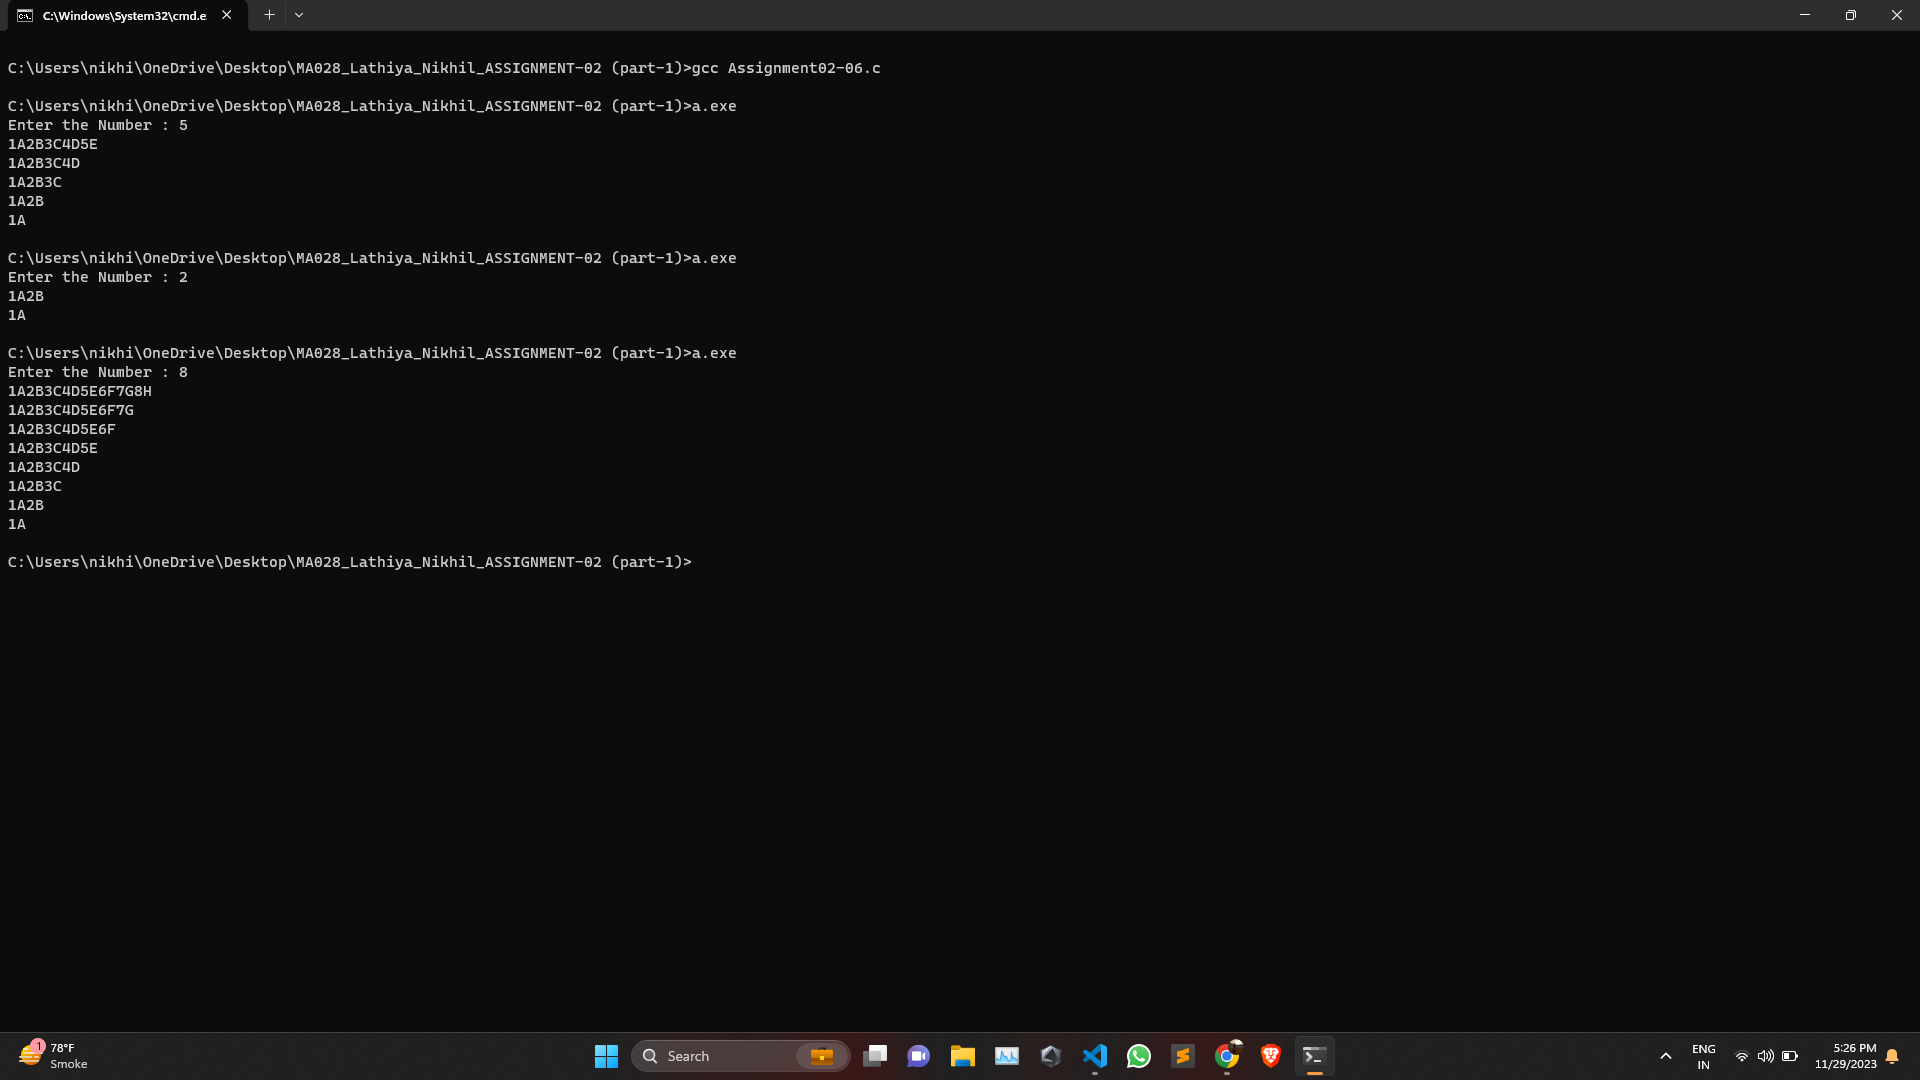 C:\Windows\System32\cmd.e
C:\Users\nikhi\OneDrive\Desktop\MA028_Lathiya_Nikhil_ASSIGNMENT-02 (part-1)>gcc Assignment02-06.c
C:\Users\nikhi\OneDrive\Desktop\MA028_Lathiya_Nikhil_ASSIGNMENT-02 (part-1)>a.exe
Enter the Number : 5
1A2B3C4D5E
1A2B3C4D
1A2B3C
1A2B
1A
C:\Users\nikhi\OneDrive\Desktop\MA028_Lathiya_Nikhil_ASSIGNMENT-02 (part-1)>a.exe
Enter the Number : 2
1A2B
1A
C:\Users\nikhi\OneDrive\Desktop\MA028_Lathiya_Nikhil_ASSIGNMENT-02 (part-1)>a.exe
Enter the Number : 8
1A2B3C4D5E6F7G8H
1A2B3C4D5E6F7G
1A2B3C4D5E6F
1A2B3C4D5E
1A2B3C4D
1A2B3C
1A2B
1A
C:\Users\nikhi\OneDrive\Desktop\MA028_Lathiya_Nikhil_ASSIGNMENT-02 (part-1)>
1
78°F
Smoke
Search
ENG
IN
5:26 PM
11/29/2023